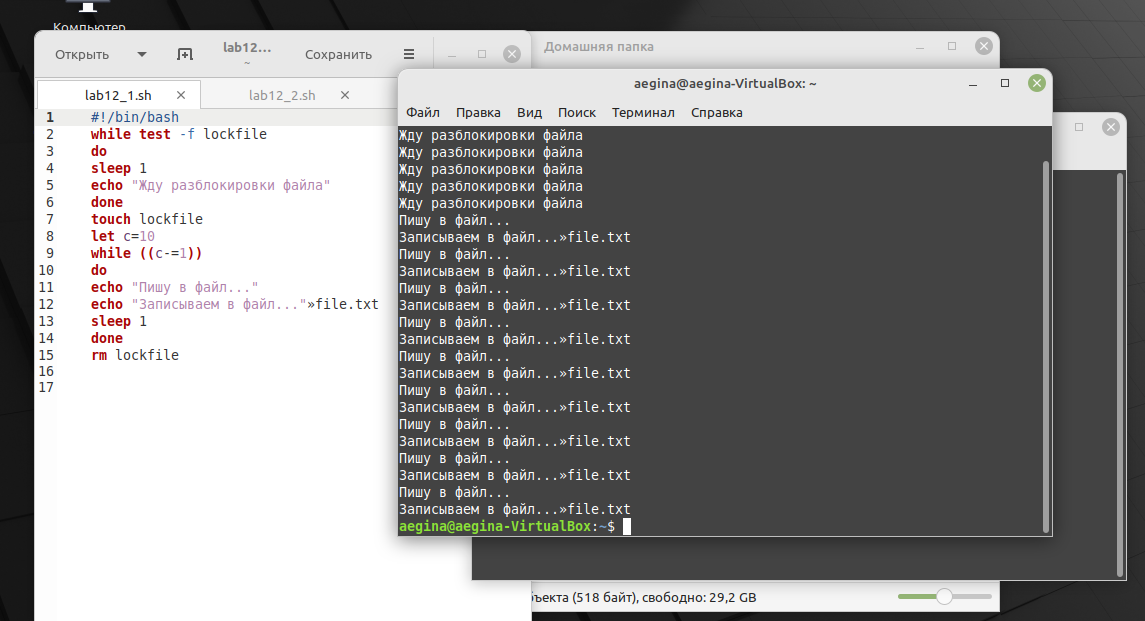 Компьютер
Открыть
lab12...
~
Сохранить
lab12_1.sh
lab12_2.sh
1 #!/bin/bash
2 while test -f lockfile
3 do
4 sleep 1
5 echo "Жду разблокировки файла"
6 done
7 touch lockfile
8 let c=10
9 while ((c-=1))
10 do
11 echo "Пишу в файл..."
12 echo "Записываем в файл..."»file.txt
13 sleep 1
14 done
15 rm lockfile
16
17
Домашняя папка
aegina@aegina-VirtualBox: ~
Файл Правка Вид Поиск Терминал Справка
Жду разблокировки файла
Жду разблокировки файла
Жду разблокировки файла
Жду разблокировки файла
Жду разблокировки файла
Пишу в файл...
Записываем в файл...»file.txt
Пишу в файл...
Записываем в файл...»file.txt
Пишу в файл...
Записываем в файл...»file.txt
Пишу в файл...
Записываем в файл...»file.txt
Пишу в файл...
Записываем в файл...»file.txt
Пишу в файл...
Записываем в файл...»file.txt
Пишу в файл...
Записываем в файл...»file.txt
Пишу в файл...
Записываем в файл...»file.txt
Пишу в файл...
Записываем в файл...»file.txt
aegina@aegina-VirtualBox:~$
ъекта (518 байт), свободно: 29,2 GB